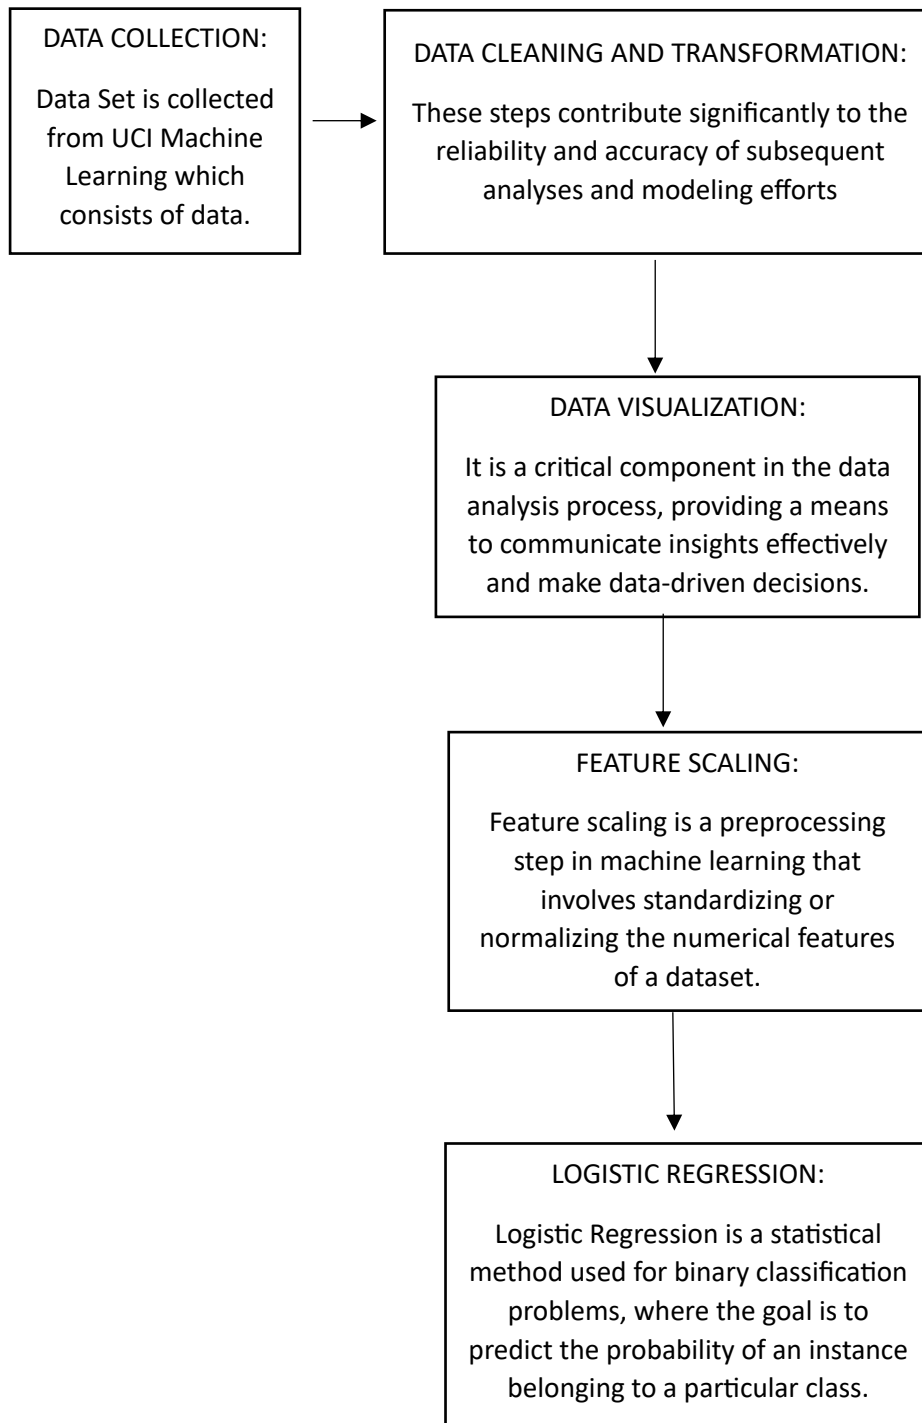 DATA COLLECTION:
Data Set is collected
from UCI Machine
Learning which
consists of data.
DATA CLEANING AND TRANSFORMATION:
These steps contribute significantly to the
reliability and accuracy of subsequent
analyses and modeling efforts
DATA VISUALIZATION:
It is a critical component in the data
analysis process, providing a means
to communicate insights effectively
and make data-driven decisions.
FEATURE SCALING:
Feature scaling is a preprocessing
step in machine learning that
involves standardizing or
normalizing the numerical features
of a dataset.
LOGISTIC REGRESSION:
Logistic Regression is a statistical
method used for binary classification
problems, where the goal is to
predict the probability of an instance
belonging to a particular class.